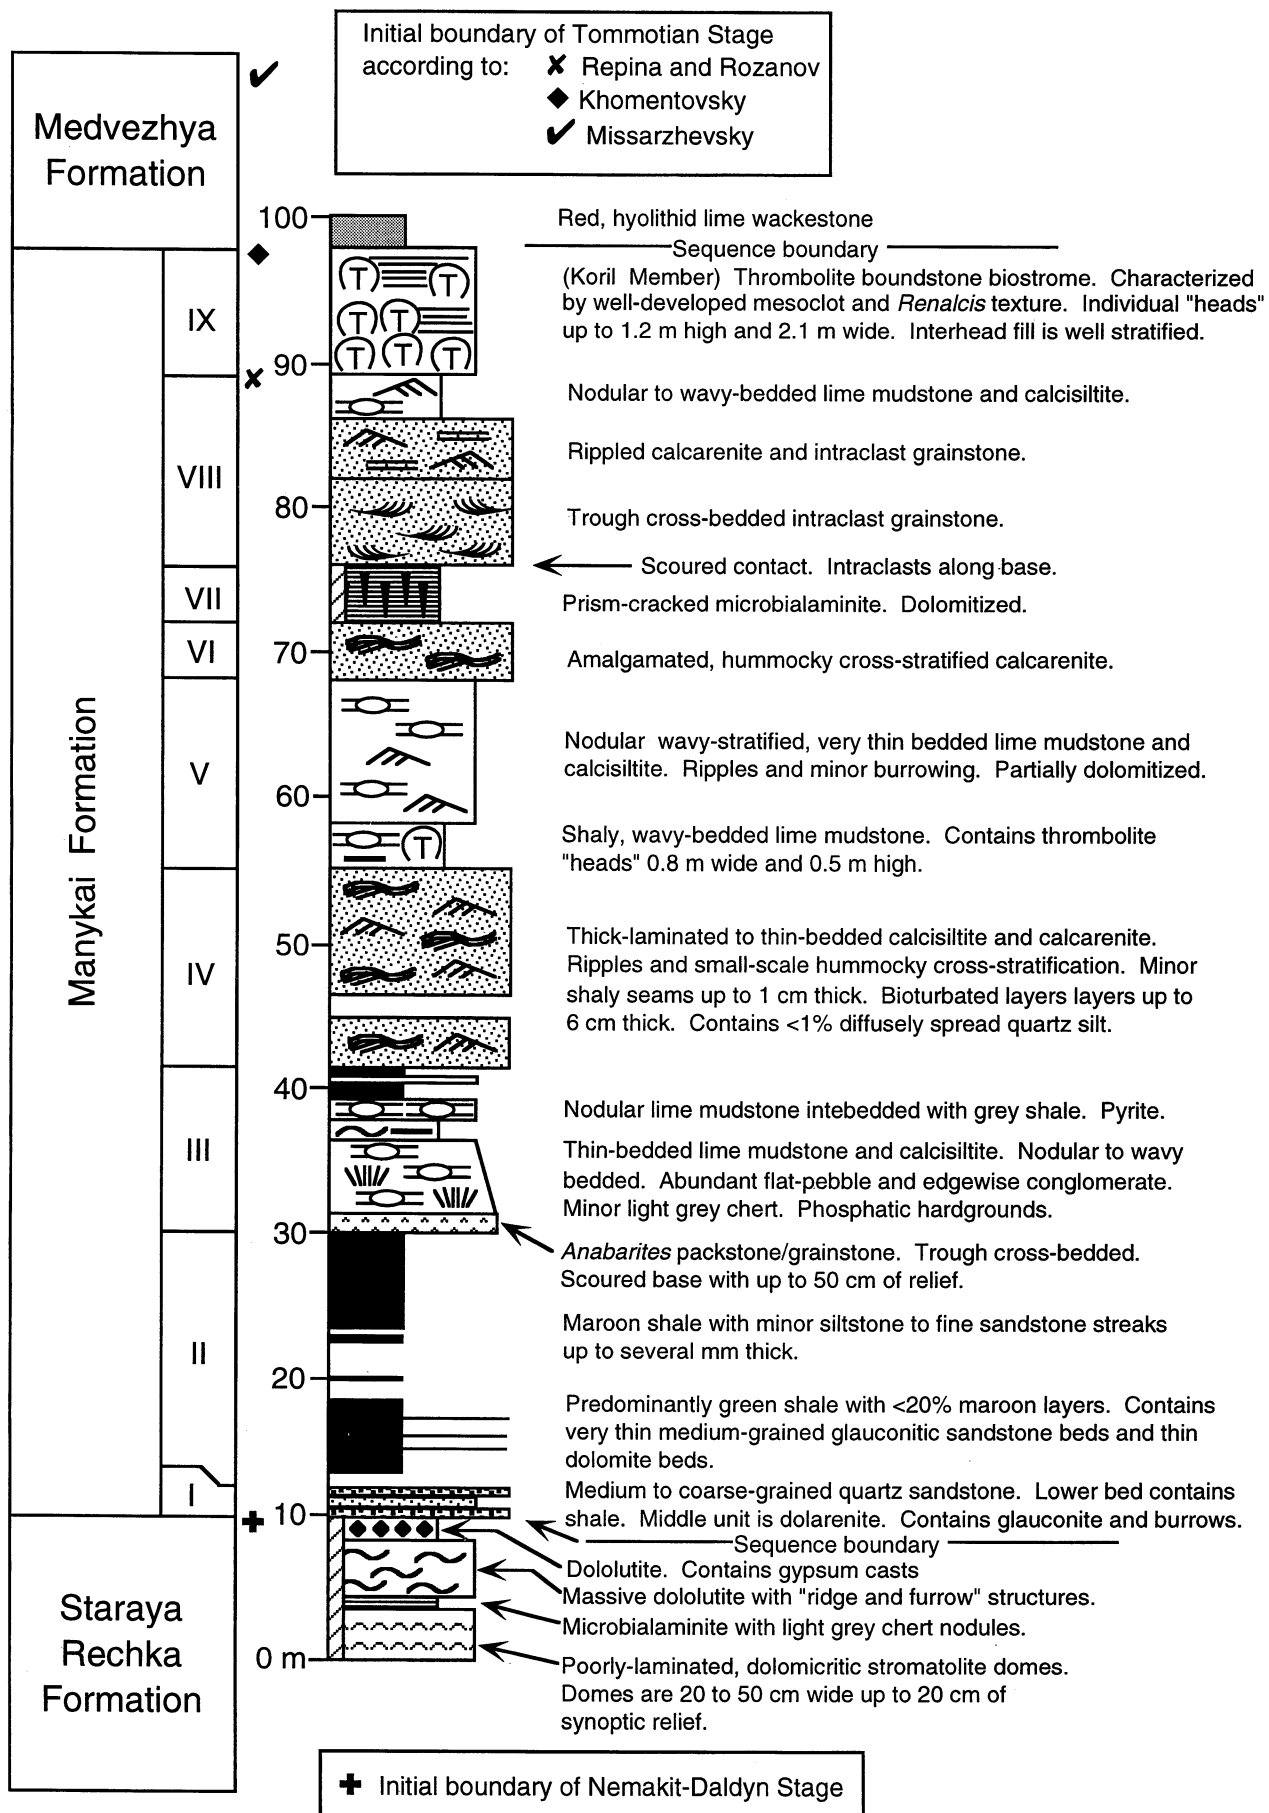 Initial boundary of Tommotian Stage
according to: ✘ Repina and Rozanov
◆ Khomentovsky
✔ Missarzhevsky
Medvezhya
Formation
Manykai Formation
Staraya
Rechka
Formation
IX
VIII
VII
VI
V
IV
III
II
I
100
90
80
70
60
50
40
30
20
10
0 m
T T
T T
T T T
T
Red, hyolithid lime wackestone
Sequence boundary
(Koril Member) Thrombolite boundstone biostrome. Characterized
by well-developed mesoclot and Renalcis texture. Individual "heads"
up to 1.2 m high and 2.1 m wide. Interhead fill is well stratified.
Nodular to wavy-bedded lime mudstone and calcisiltite.
Rippled calcarenite and intraclast grainstone.
Trough cross-bedded intraclast grainstone.
Scoured contact. Intraclasts along base.
Prism-cracked microbialaminite. Dolomitized.
Amalgamated, hummocky cross-stratified calcarenite.
Nodular wavy-stratified, very thin bedded lime mudstone and
calcisiltite. Ripples and minor burrowing. Partially dolomitized.
Shaly, wavy-bedded lime mudstone. Contains thrombolite
"heads" 0.8 m wide and 0.5 m high.
Thick-laminated to thin-bedded calcisiltite and calcarenite.
Ripples and small-scale hummocky cross-stratification. Minor
shaly seams up to 1 cm thick. Bioturbated layers layers up to
6 cm thick. Contains <1% diffusely spread quartz silt.
Nodular lime mudstone intebedded with grey shale. Pyrite.
Thin-bedded lime mudstone and calcisiltite. Nodular to wavy
bedded. Abundant flat-pebble and edgewise conglomerate.
Minor light grey chert. Phosphatic hardgrounds.
Anabarites packstone/grainstone. Trough cross-bedded.
Scoured base with up to 50 cm of relief.
Maroon shale with minor siltstone to fine sandstone streaks
up to several mm thick.
Predominantly green shale with <20% maroon layers. Contains
very thin medium-grained glauconitic sandstone beds and thin
dolomite beds.
Medium to coarse-grained quartz sandstone. Lower bed contains
shale. Middle unit is dolarenite. Contains glauconite and burrows.
Sequence boundary
Dololutite. Contains gypsum casts
Massive dololutite with "ridge and furrow" structures.
Microbialaminite with light grey chert nodules.
Poorly-laminated, dolomicritic stromatolite domes.
Domes are 20 to 50 cm wide up to 20 cm of
synoptic relief.
✚ Initial boundary of Nemakit-Daldyn Stage